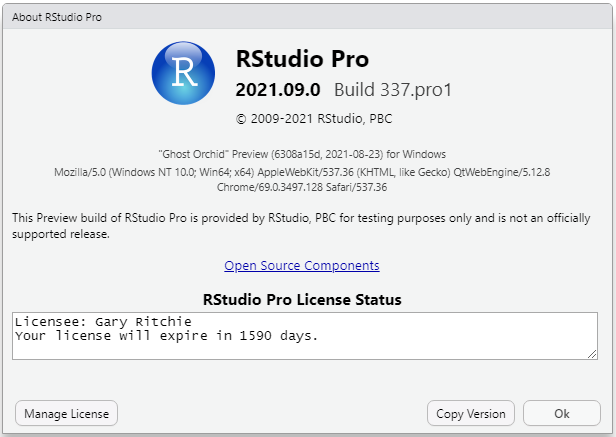 About RStudio Pro
R
RStudio Pro
2021.09.0 Build 337.pro1
© 2009-2021 RStudio, PBC
"Ghost Orchid" Preview (6308a15d, 2021-08-23) for Windows
Mozilla/5.0 (Windows NT 10.0; Win64; x64) AppleWebKit/537.36 (KHTML, like Gecko) QtWebEngine/5.12.8
Chrome/69.0.3497.128 Safari/537.36
This Preview build of RStudio Pro is provided by RStudio, PBC for testing purposes only and is not an officially
supported release.
Open Source Components
RStudio Pro License Status
Licensee: Gary Ritchie
Your license will expire in 1590 days.
Manage License
Copy Version
Ok